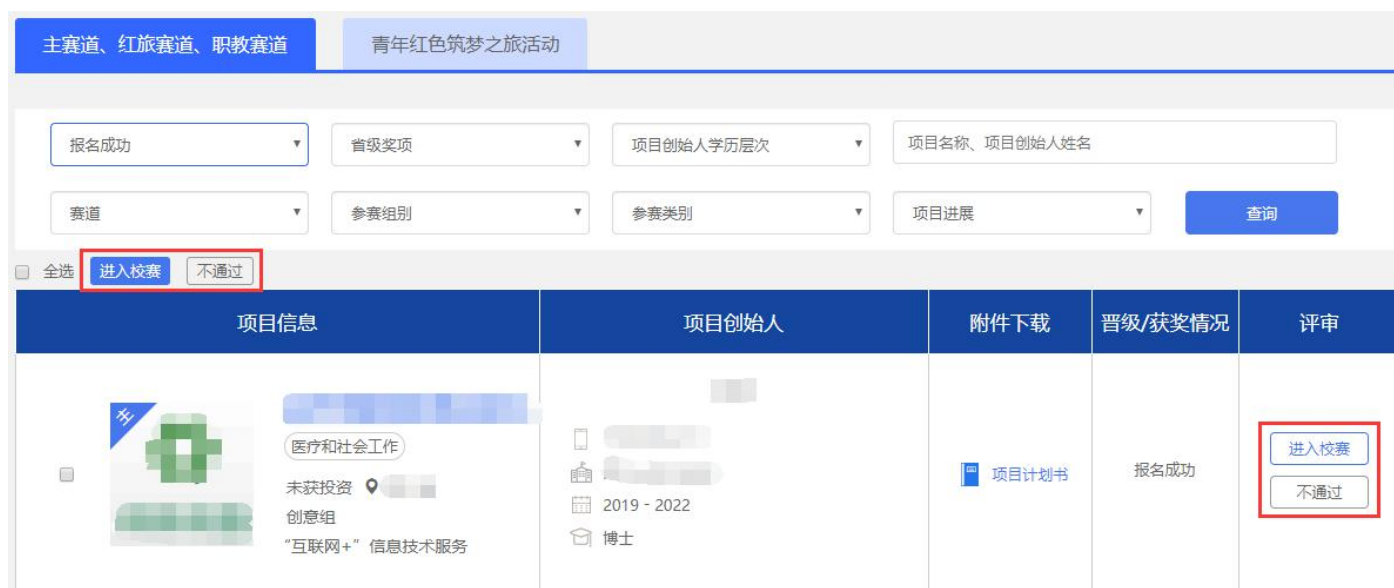 主赛道、红旅赛道、职教赛道 青年红色筑梦之旅活动
报名成功 省级奖项 项目创始人学历层次 项目名称、项目创始人姓名
赛道 参赛组别 参赛类别 项目进展 查询
全选 进入校赛 不通过
项目信息 项目创始人 附件下载 晋级/获奖情况 评审
主
医疗和社会工作
未获投资
创意组
“互联网+”信息技术服务
2019 - 2022
博士
项目计划书
报名成功
进入校赛
不通过